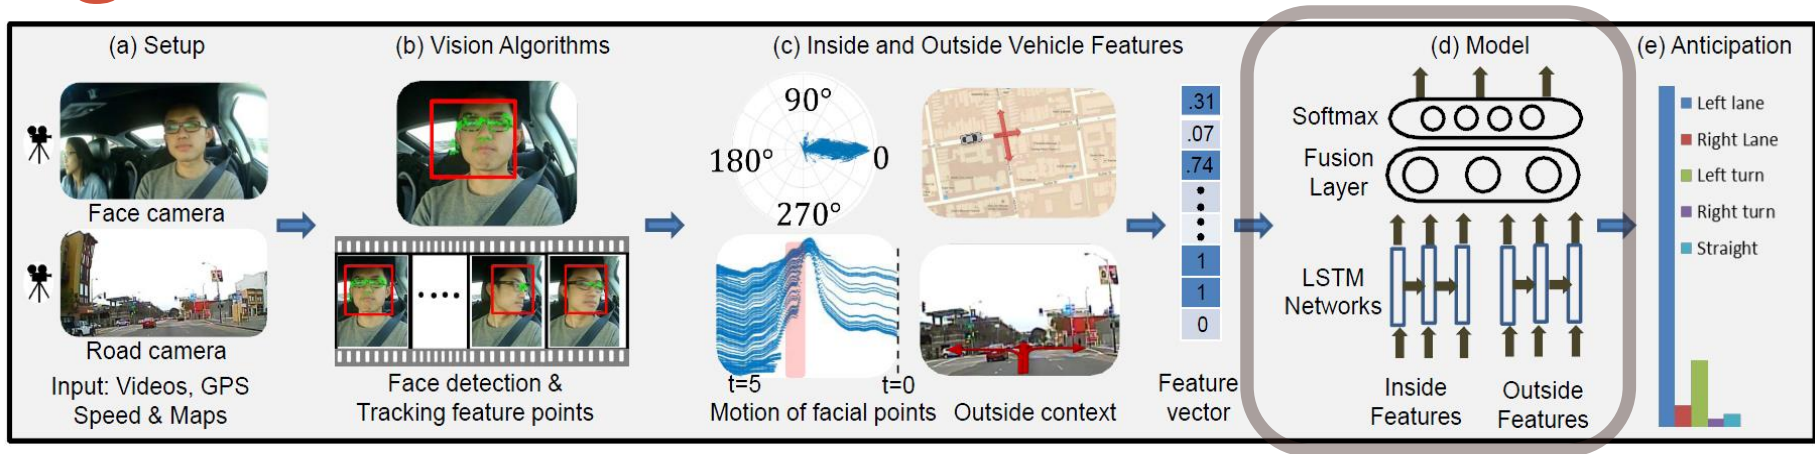 (a) Setup
Face camera
Road camera
Input: Videos, GPS
Speed & Maps
(b) Vision Algorithms
Face detection &
Tracking feature points
(c) Inside and Outside Vehicle Features
90°
180°
0
270°
t=5
t=0
Motion of facial points
Outside context
.31
.07
.74
1
1
0
Feature
vector
(d) Model
Softmax
Fusion
Layer
LSTM
Networks
Inside
Features
Outside
Features
(e) Anticipation
Left lane
Right Lane
Left turn
Right turn
Straight